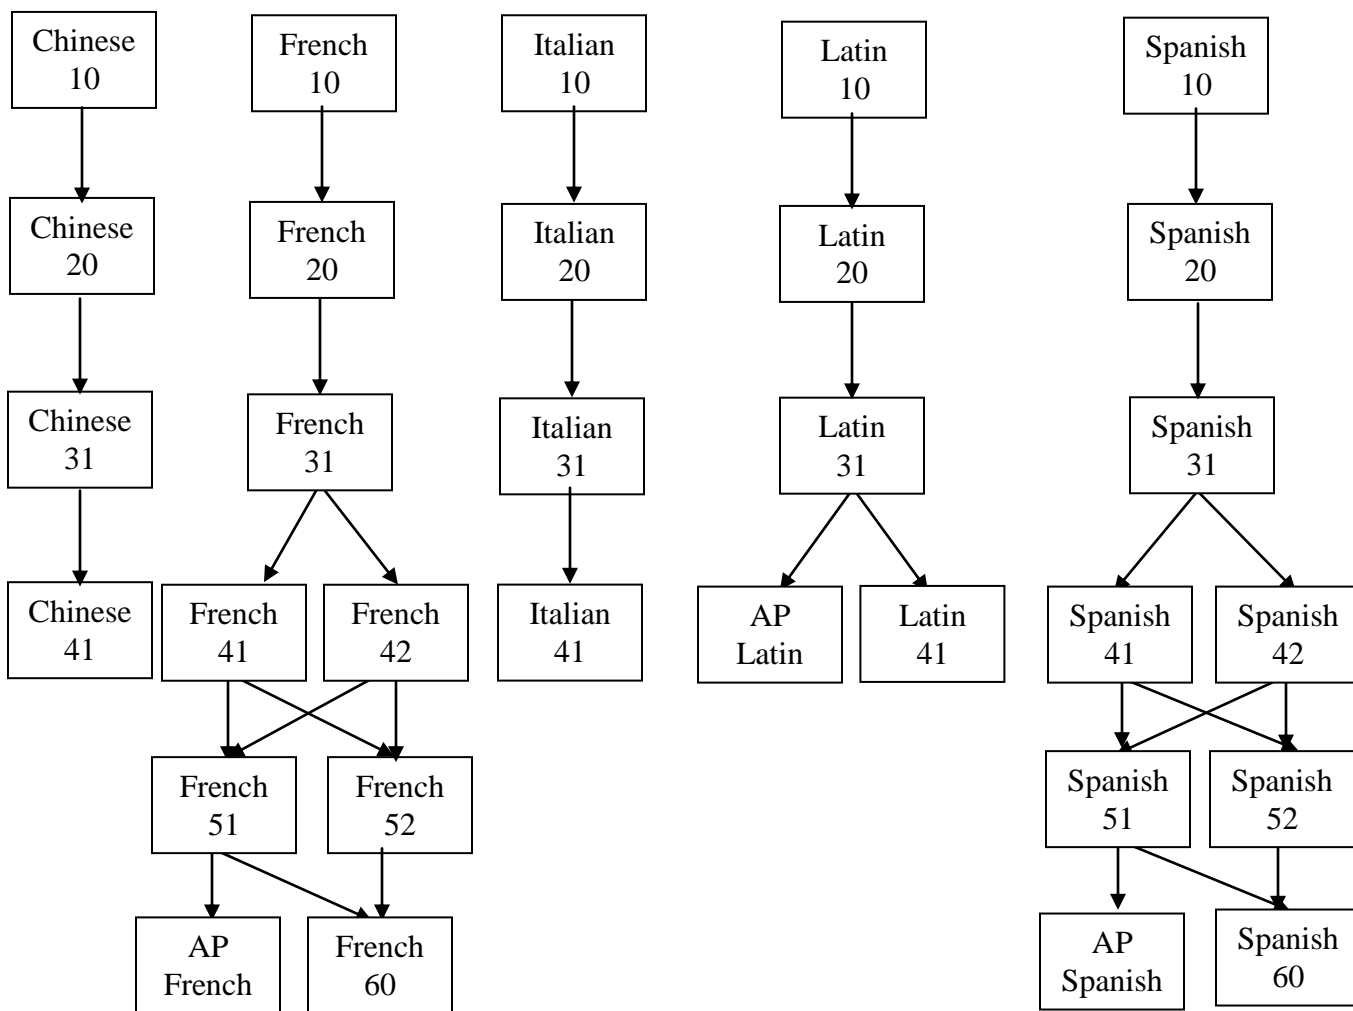 Chinese
10
French
10
Italian
10
Latin
10
Spanish
10
Chinese
20
French
20
Italian
20
Latin
20
Spanish
20
Chinese
31
French
31
Italian
31
Latin
31
Spanish
31
Chinese
41
French
41
French
42
Italian
41
AP
Latin
Latin
41
Spanish
41
Spanish
42
French
51
French
52
Spanish
51
Spanish
52
AP
French
French
60
AP
Spanish
Spanish
60